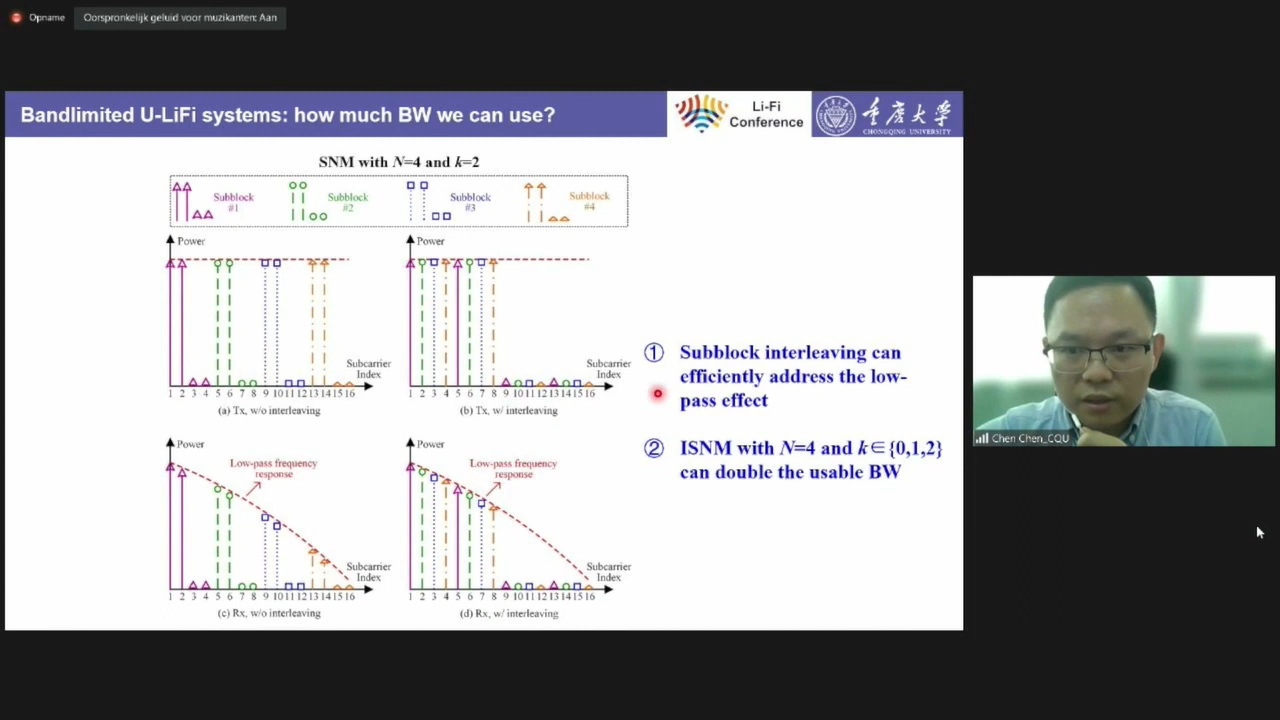 Opname
Oorspronkelijk geluid voor muzikanten: Aan
Bandlimited U-LiFi systems: how much BW we can use?
Li-Fi
Conference
重庆大学
CHONGQING UNIVERSITY
SNM with N=4 and k=2
Subblock
#1
Subblock
#2
Subblock
#3
Subblock
#4
Power
Subcarrier
Index
1 2 3 4 5 6 7 8 9 10 11 12 13 14 15 16
(a) Tx, w/o interleaving
Power
Subcarrier
Index
1 2 3 4 5 6 7 8 9 10 11 12 13 14 15 16
(b) Tx, w/ interleaving
Power
Low-pass frequency
response
Subcarrier
Index
1 2 3 4 5 6 7 8 9 10 11 12 13 14 15 16
(c) Rx, w/o interleaving
Power
Low-pass frequency
response
Subcarrier
Index
1 2 3 4 5 6 7 8 9 10 11 12 13 14 15 16
(d) Rx, w/ interleaving
① Subblock interleaving can
efficiently address the low-
pass effect
② ISNM with N=4 and k∈{0,1,2}
can double the usable BW
Chen Chen_CQU